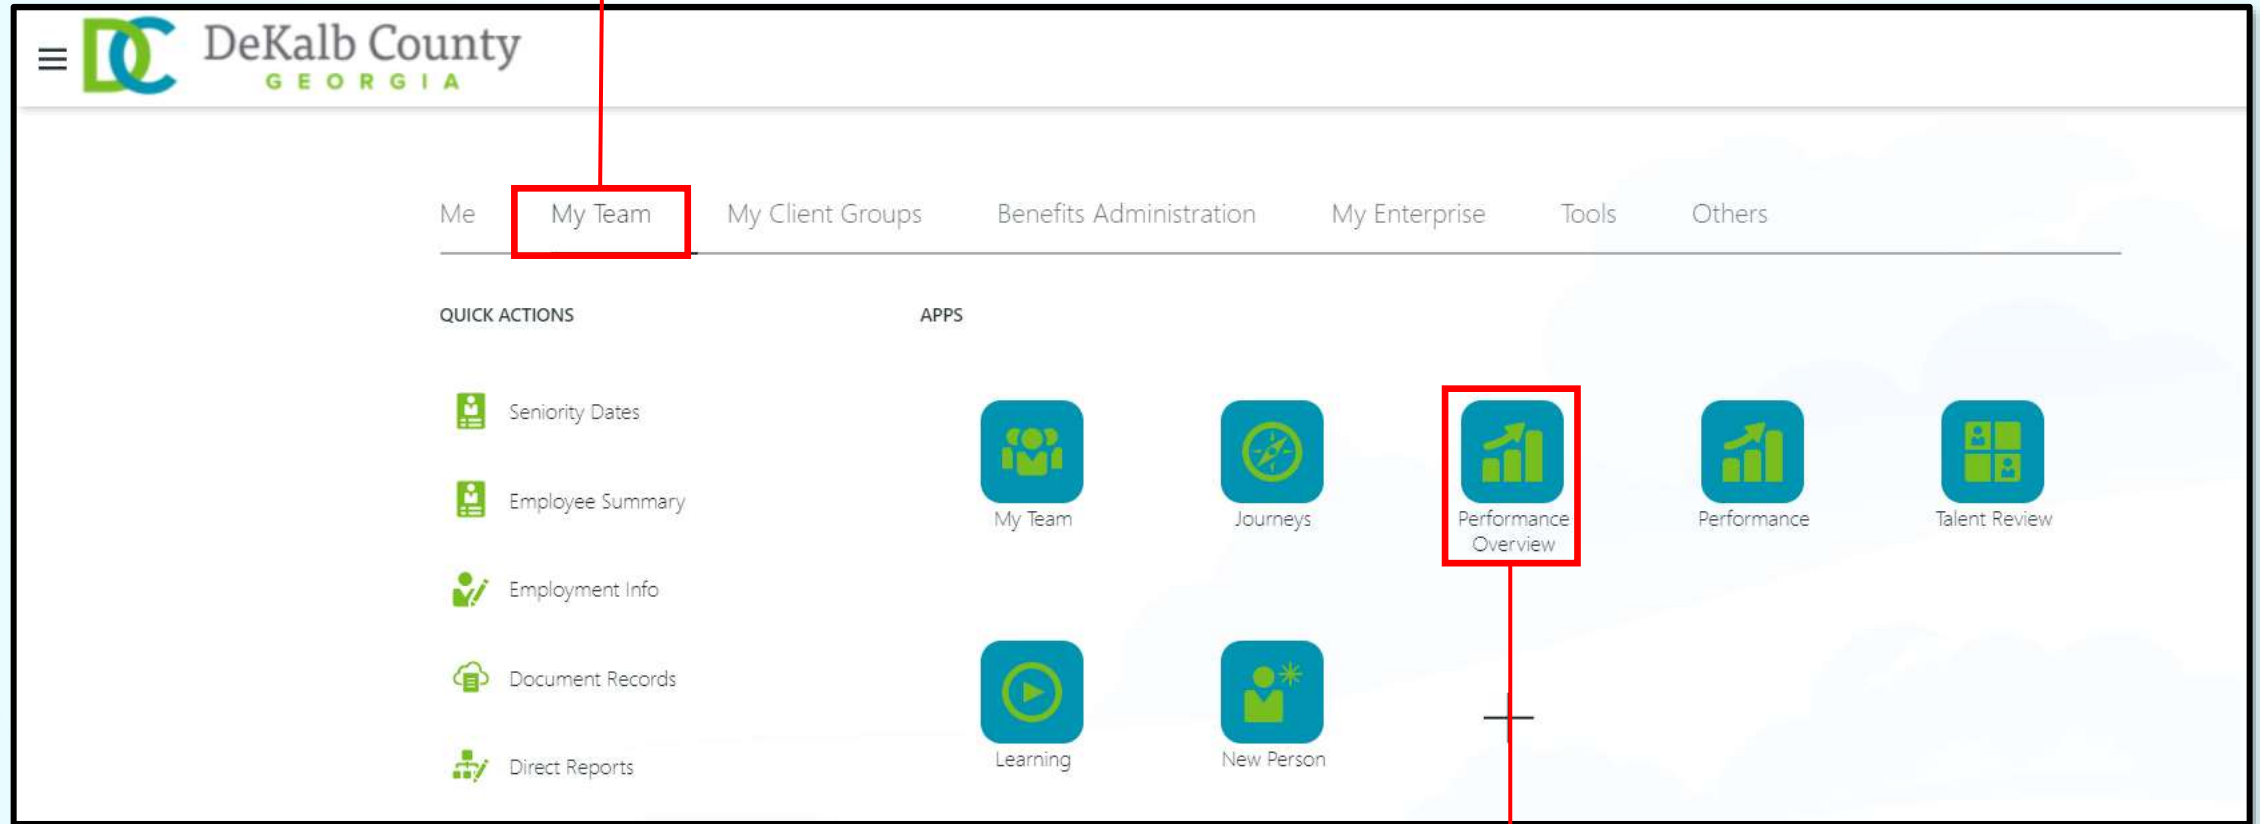 DeKalb County
GEORGIA
Me My Team My Client Groups Benefits Administration My Enterprise Tools Others
QUICK ACTIONS
APPS
Seniority Dates
Employee Summary
Employment Info
Document Records
Direct Reports
My Team
Journeys
Performance
Overview
Performance
Talent Review
Learning
New Person